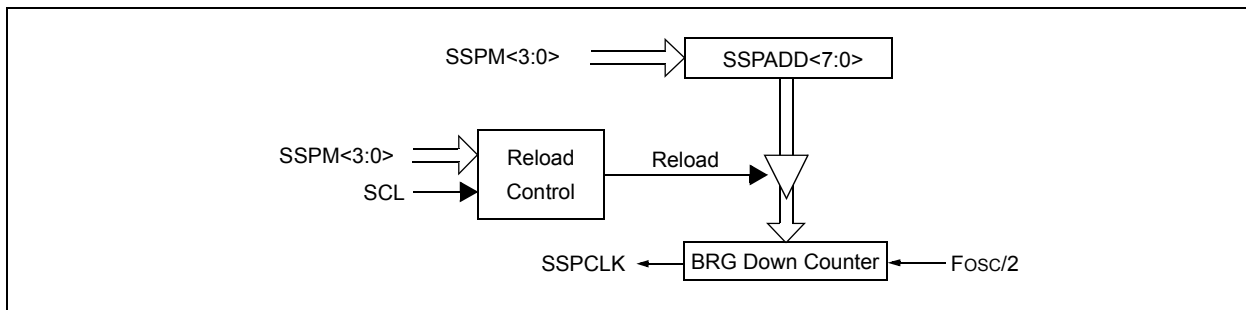 SSPM<3:0>
SSPADD<7:0>
SSPM<3:0>
SCL
Reload
Control
Reload
SSPCLK
BRG Down Counter
FOSC/2